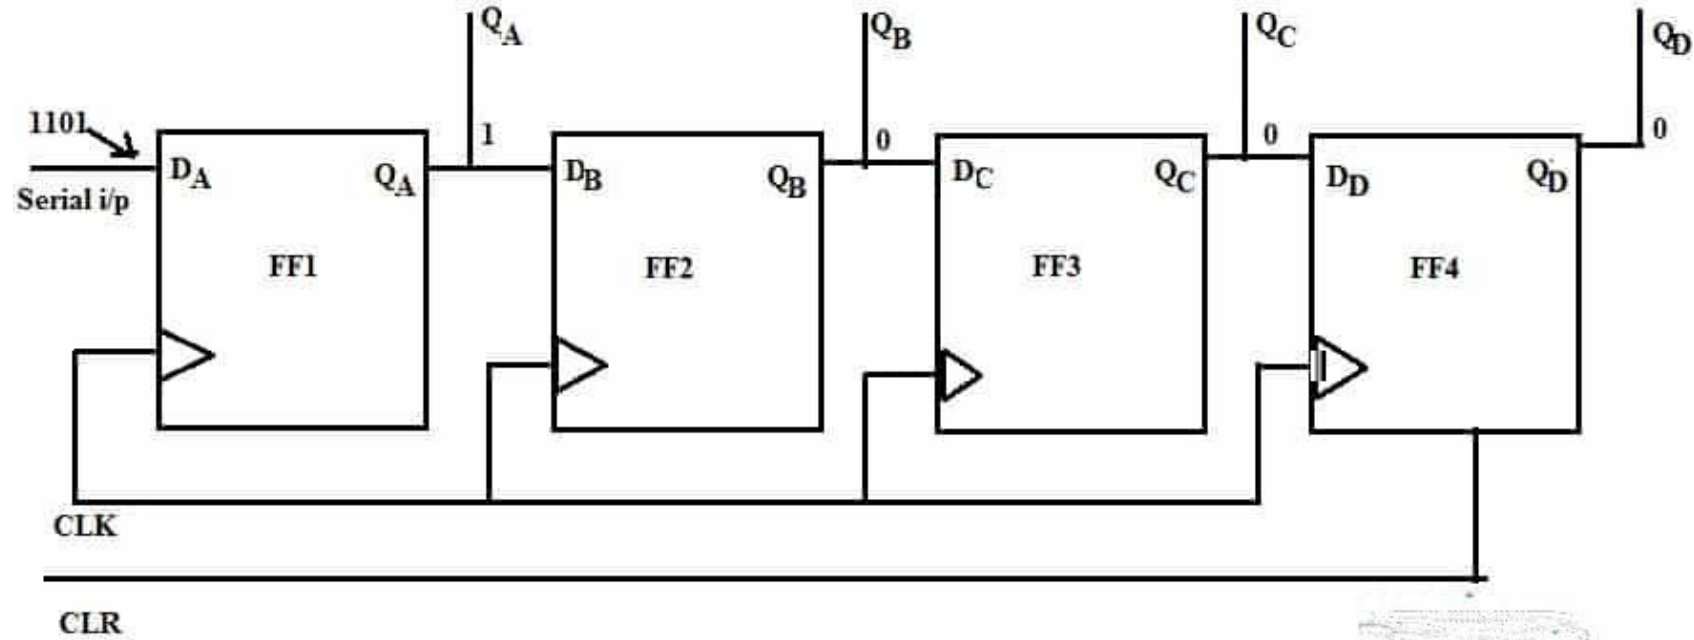 QA QB QC QD
1101 1 0 0 0
DA QA DB QB DC QC DD QD
Serial i/p
FF1 FF2 FF3 FF4
CLK
CLR